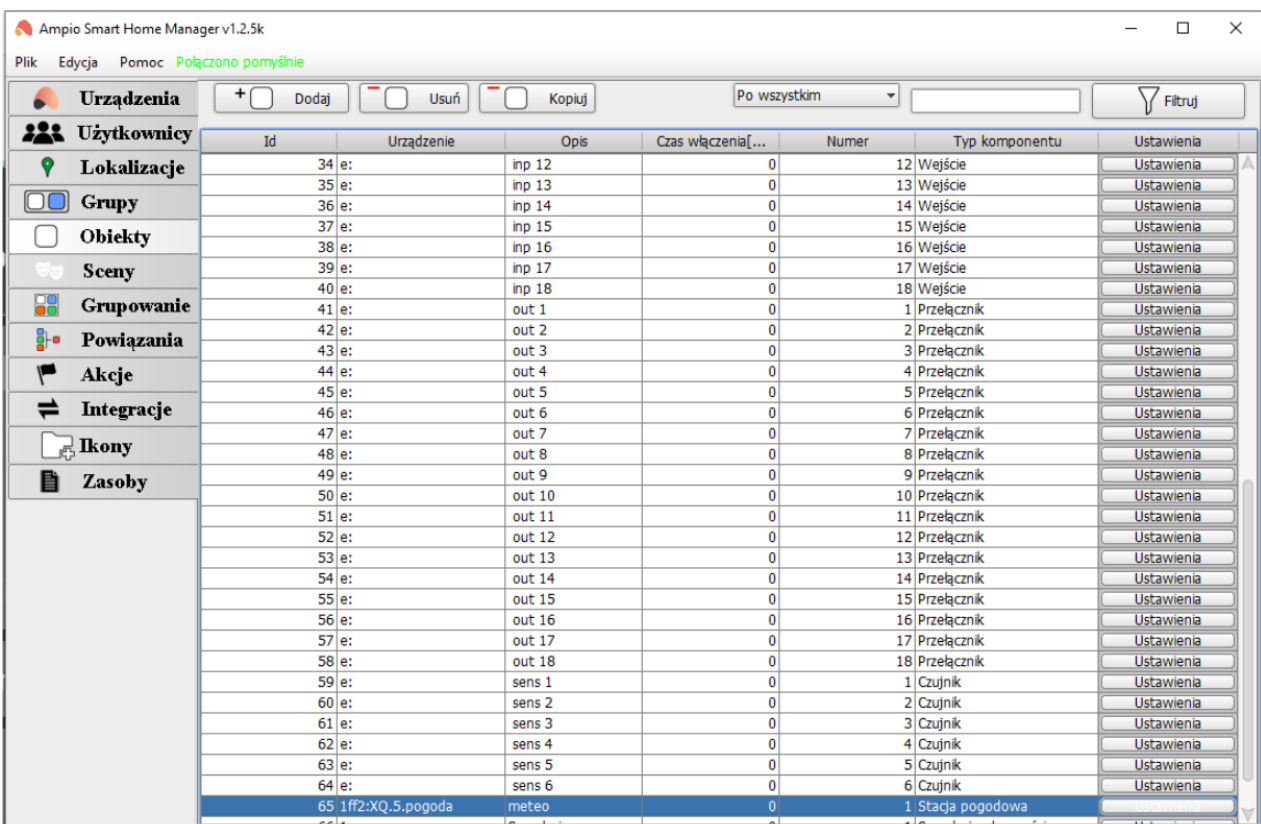 Ampio Smart Home Manager v1.2.5k
Plik Edycja Pomoc Połączono pomyślnie
Urządzenia
Użytkownicy
Lokalizacje
Grupy
Obiekty
Sceny
Grupowanie
Powiązania
Akcje
Integracje
Ikony
Zasoby
+ Dodaj Usuń Kopiuj Po wszystkim Filtruj
Id Urządzenie Opis Czas włączenia[... Numer Typ komponentu Ustawienia
34 e: inp 12 0 12 Wejście Ustawienia
35 e: inp 13 0 13 Wejście Ustawienia
36 e: inp 14 0 14 Wejście Ustawienia
37 e: inp 15 0 15 Wejście Ustawienia
38 e: inp 16 0 16 Wejście Ustawienia
39 e: inp 17 0 17 Wejście Ustawienia
40 e: inp 18 0 18 Wejście Ustawienia
41 e: out 1 0 1 Przełącznik Ustawienia
42 e: out 2 0 2 Przełącznik Ustawienia
43 e: out 3 0 3 Przełącznik Ustawienia
44 e: out 4 0 4 Przełącznik Ustawienia
45 e: out 5 0 5 Przełącznik Ustawienia
46 e: out 6 0 6 Przełącznik Ustawienia
47 e: out 7 0 7 Przełącznik Ustawienia
48 e: out 8 0 8 Przełącznik Ustawienia
49 e: out 9 0 9 Przełącznik Ustawienia
50 e: out 10 0 10 Przełącznik Ustawienia
51 e: out 11 0 11 Przełącznik Ustawienia
52 e: out 12 0 12 Przełącznik Ustawienia
53 e: out 13 0 13 Przełącznik Ustawienia
54 e: out 14 0 14 Przełącznik Ustawienia
55 e: out 15 0 15 Przełącznik Ustawienia
56 e: out 16 0 16 Przełącznik Ustawienia
57 e: out 17 0 17 Przełącznik Ustawienia
58 e: out 18 0 18 Przełącznik Ustawienia
59 e: sens 1 0 1 Czujnik Ustawienia
60 e: sens 2 0 2 Czujnik Ustawienia
61 e: sens 3 0 3 Czujnik Ustawienia
62 e: sens 4 0 4 Czujnik Ustawienia
63 e: sens 5 0 5 Czujnik Ustawienia
64 e: sens 6 0 6 Czujnik Ustawienia
65 1ff2:XQ.5.pogoda meteo 0 1 Stacja pogodowa Ustawienia